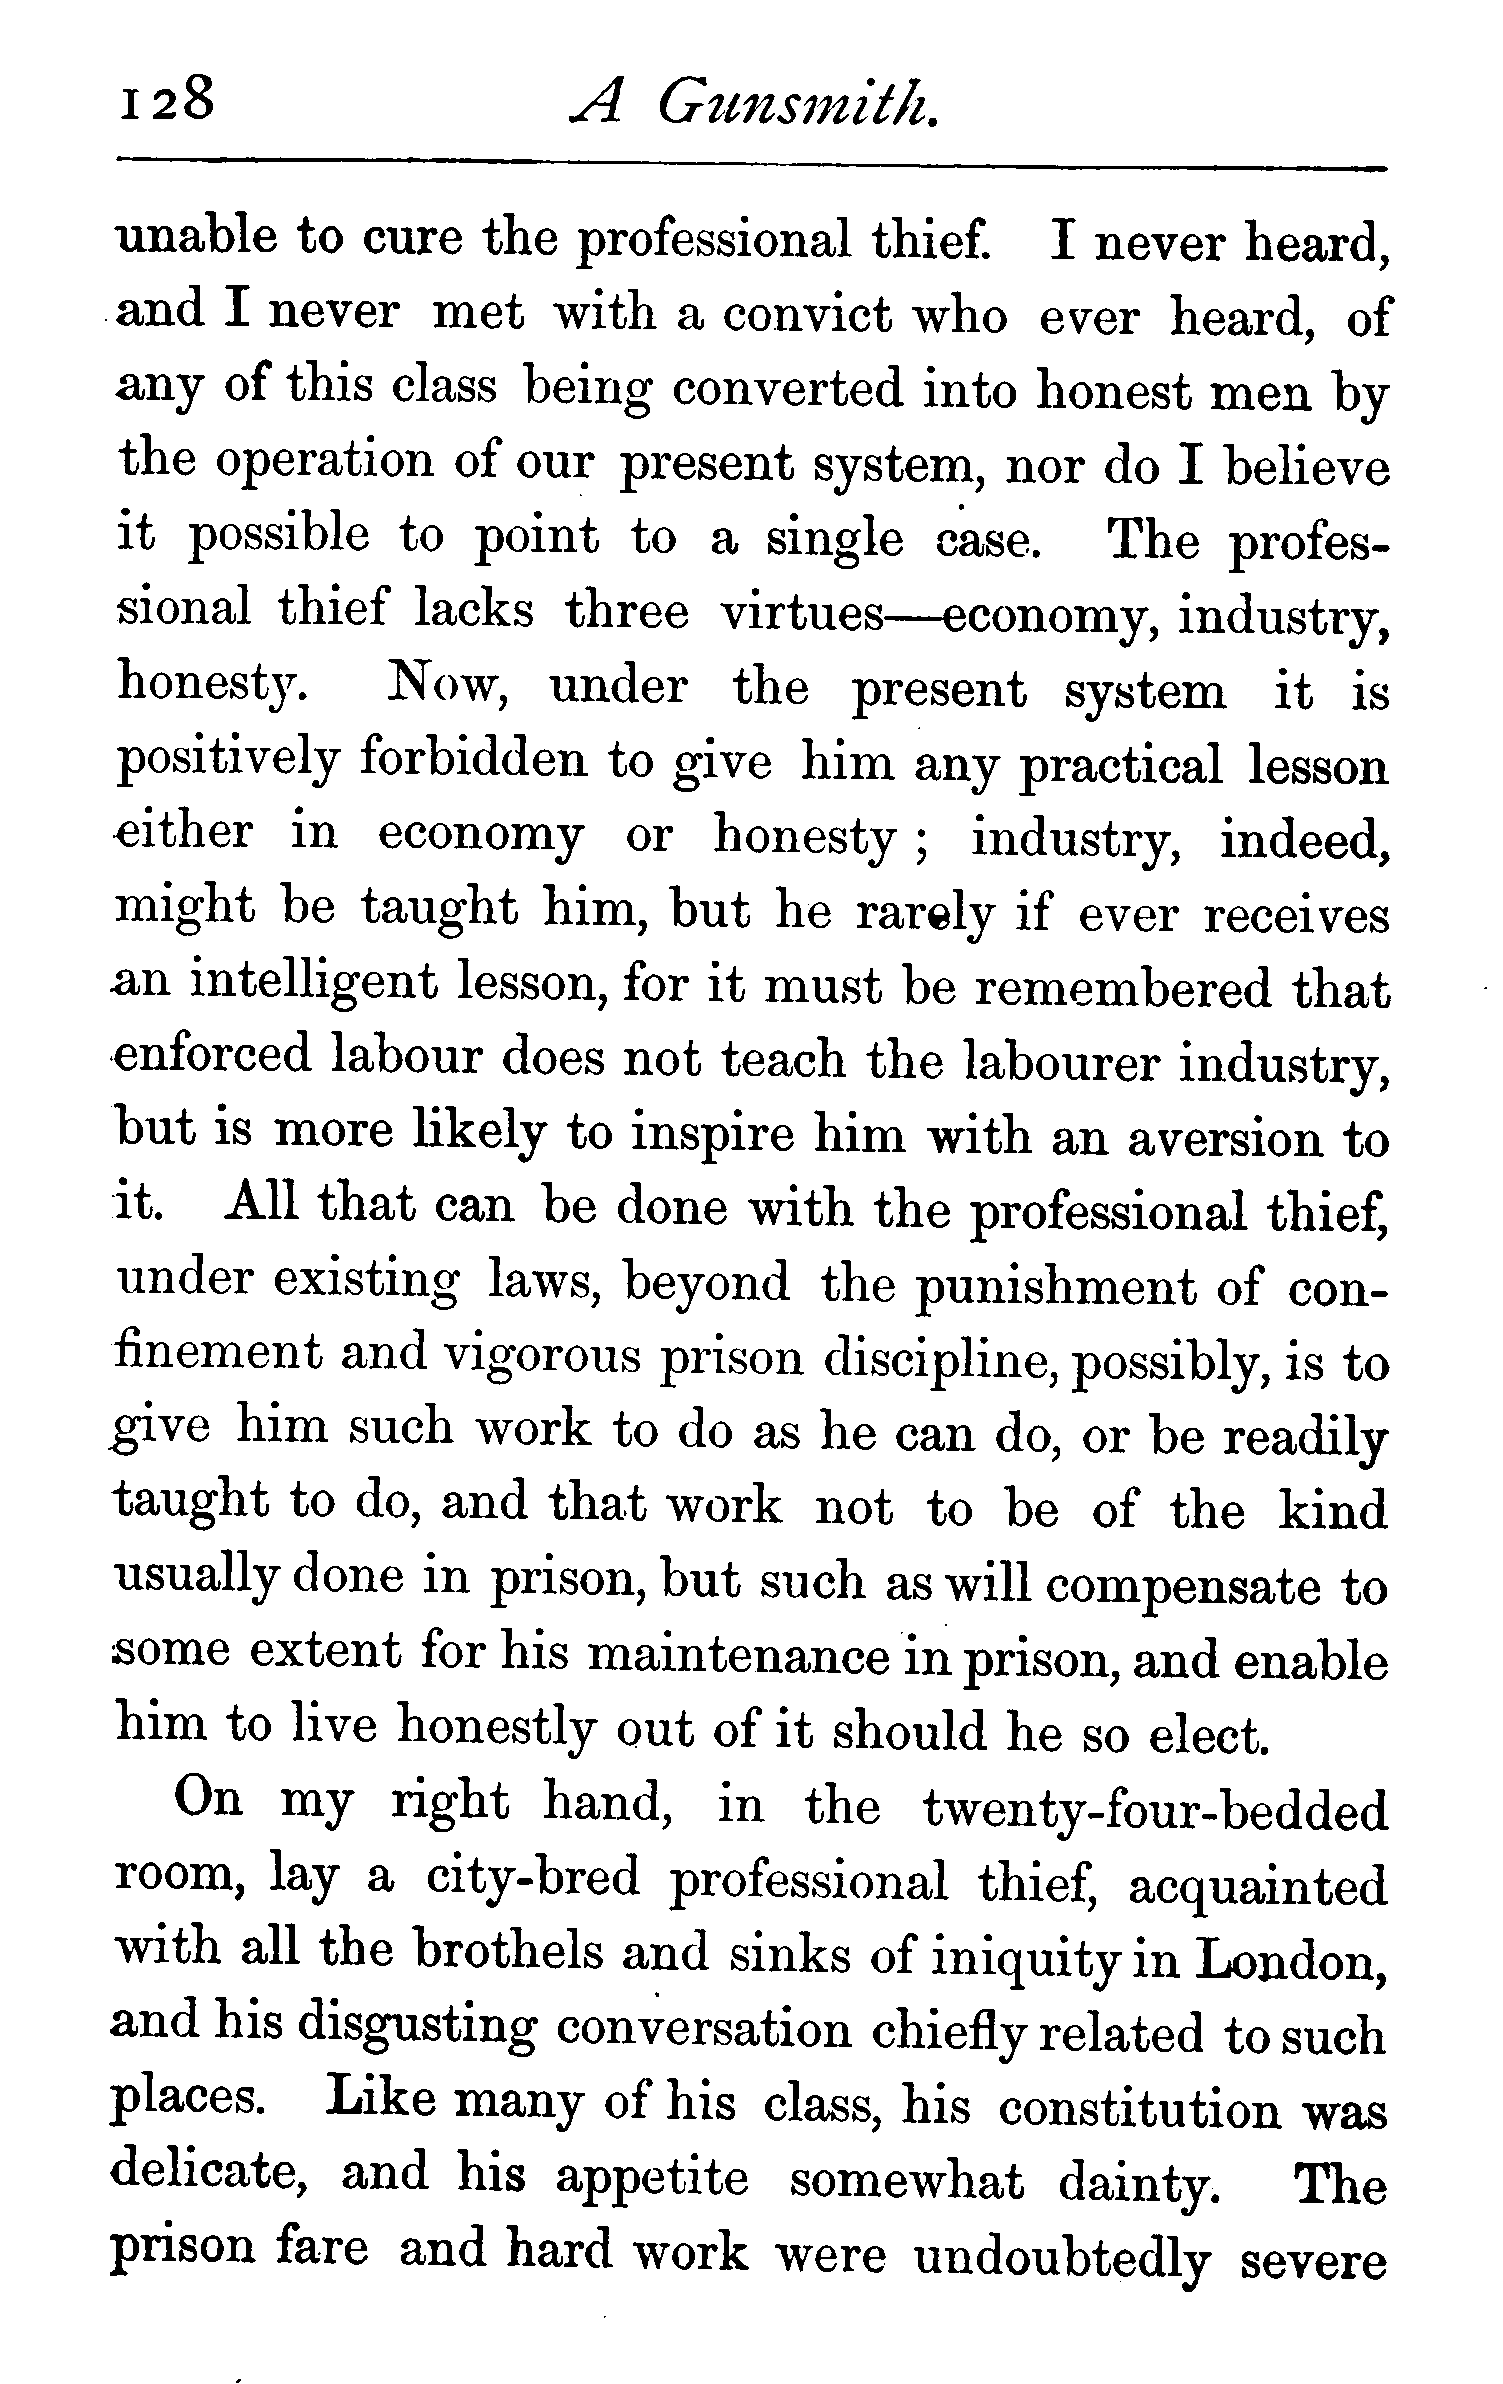 128 A Gunsmith.
unable to cure the professional thief. I never heard,
and I never met with a convict who ever heard, of
any of this class being converted into honest men by
the operation of our present system, nor do I believe
it possible to point to a single case. The profes-
sional thief lacks three virtues—economy, industry,
honesty. Now, under the present system it is
positively forbidden to give him any practical lesson
either in economy or honesty ; industry, indeed,
might be taught him, but he rarely if ever receives
an intelligent lesson, for it must be remembered that
enforced labour does not teach the labourer industry,
but is more likely to inspire him with an aversion to
it. All that can be done with the professional thief,
under existing laws, beyond the punishment of con-
finement and vigorous prison discipline, possibly, is to
give him such work to do as he can do, or be readily
taught to do, and that work not to be of the kind
usually done in prison, but such as will compensate to
some extent for his maintenance in prison, and enable
him to live honestly out of it should he so elect.
On my right hand, in the twenty-four-bedded
room, lay a city-bred professional thief, acquainted
with all the brothels and sinks of iniquity in London,
and his disgusting conversation chiefly related to such
places. Like many of his class, his constitution was
delicate, and his appetite somewhat dainty. The
prison fare and hard work were undoubtedly severe